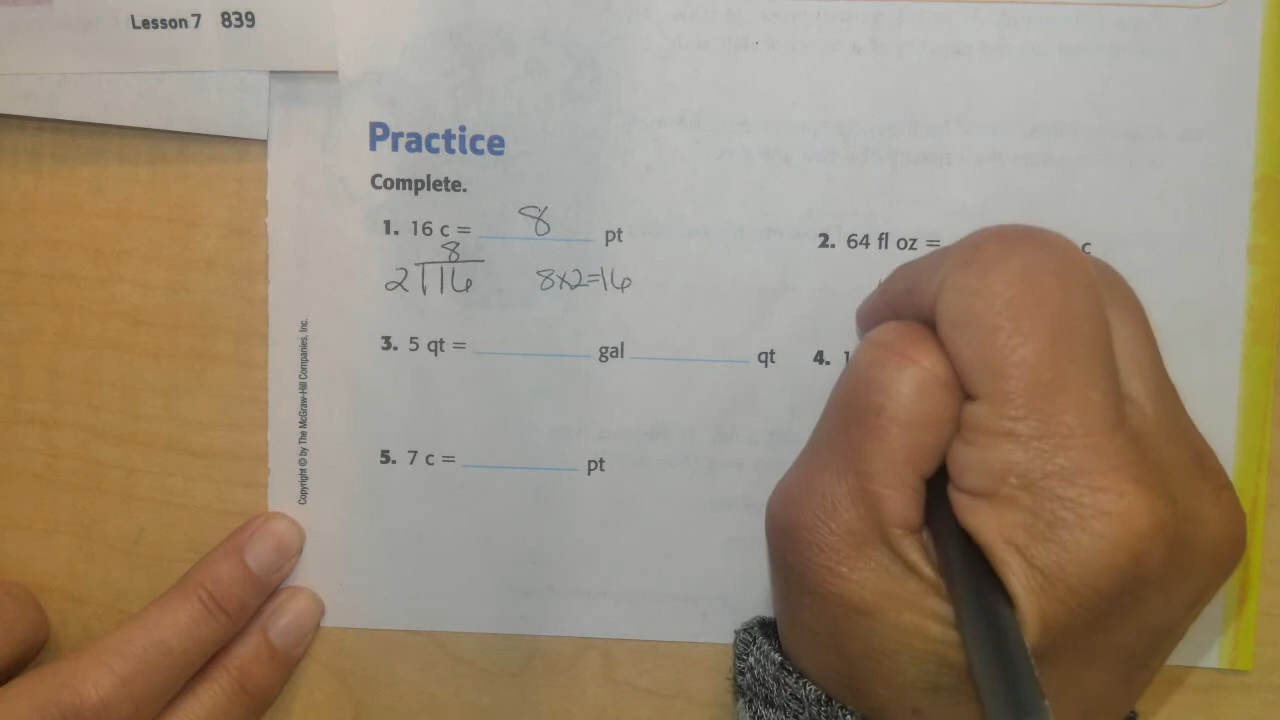 Lesson 7 839
Practice
Complete.
1. 16 c = 8 pt
8
2 16 8x2=16
2. 64 fl oz = c
3. 5 qt = gal qt
4. 1
5. 7 c = pt
Copyright © by The McGraw-Hill Companies, Inc.